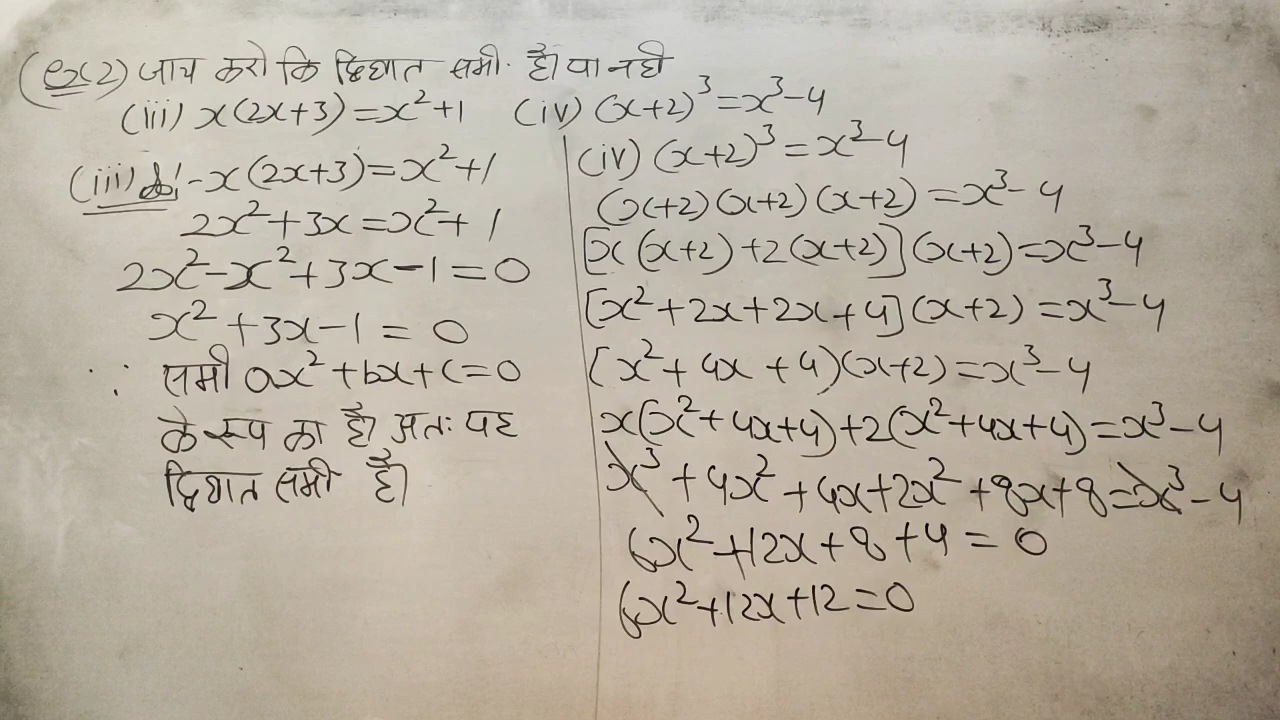 (ex2) जाच करो कि द्विघात समी. है। या नही
(iii) x(2x+3)=x²+1 (iv) (x+2)³=x³-4
(iii) हल -x(2x+3)=x²+1
2x²+3x=x²+1
2x²-x²+3x-1=0
x²+3x-1=0
∵ समी ax²+bx+c=0
के रूप का है। अतः यह
द्विघात समी है।
(iv) (x+2)³=x³-4
(x+2)(x+2)(x+2)=x³-4
[x(x+2)+2(x+2)](x+2)=x³-4
[x²+2x+2x+4](x+2)=x³-4
(x²+4x+4)(x+2)=x³-4
x(x²+4x+4)+2(x²+4x+4)=x³-4
x³+4x²+4x+2x²+8x+8=x³-4
6x²+12x+8+4=0
6x²+12x+12=0